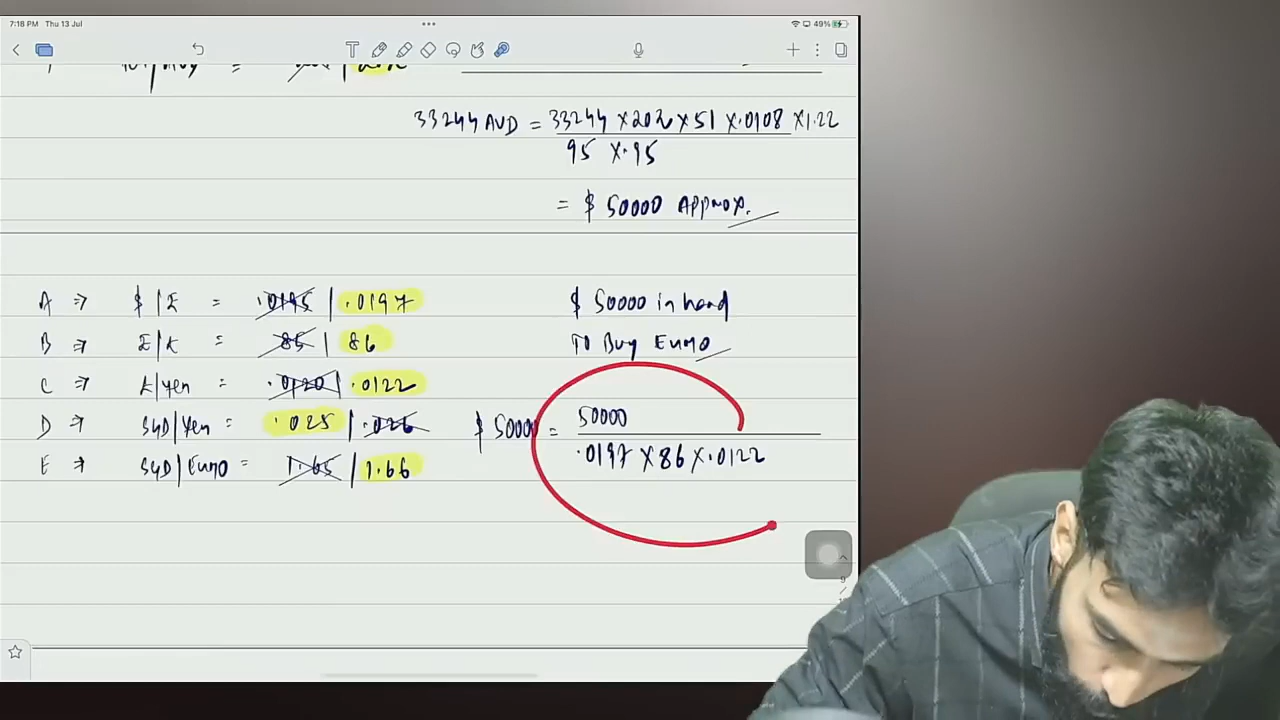 7:18 PM Thu 13 Jul
49%
33244 AUD = 33244 × 202 × 51 × .0108 × 1.22
95 × .95
= $ 50000 Approx.
A => $/£ = .0195 | .0197
$ 50000 in hand
B => £/K = 85 | 86
To Buy Euro
C => K/Yen = .0120 | .0122
D => SGD/Yen = .025 | .026
$ 50000 = 50000
.0197 × 86 × .0122
E => SGD/Euro = 1.65 | 1.66
9